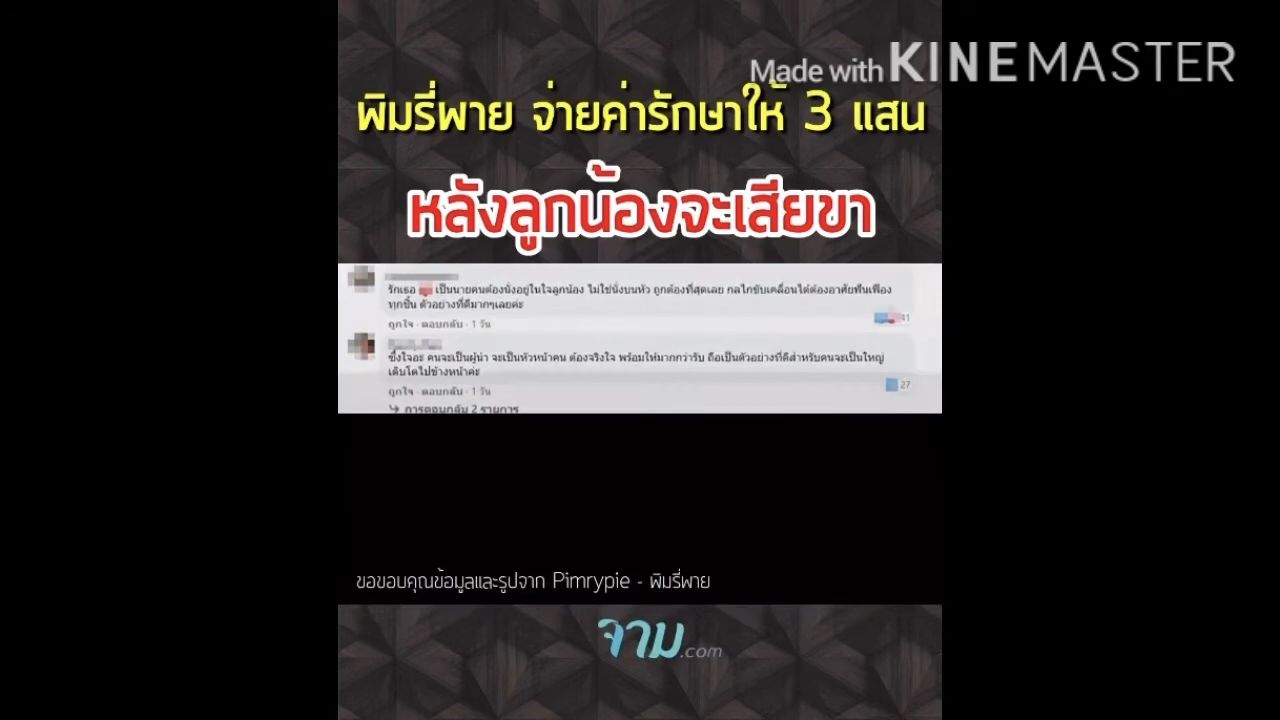 Made with KINEMASTER
พิมรี่พาย จ่ายค่ารักษาให้ 3 แสน
หลังลูกน้องจะเสียขา
รักเธอ เป็นนายคนต้องนั่งอยู่ในใจลูกน้อง ไม่ใช่นั่งบนหัว ถูกต้องที่สุดเลย กลไกขับเคลื่อนได้ต้องอาศัยฟันเฟือง
ทุกชิ้น ตัวอย่างที่ดีมากๆเลยค่ะ
ถูกใจ · ตอบกลับ · 1 วัน
41
ซึ้งใจอะ คนจะเป็นผู้นำ จะเป็นหัวหน้าคน ต้องจริงใจ พร้อมให้มากกว่ารับ ถือเป็นตัวอย่างที่ดีสำหรับคนจะเป็นใหญ่
เติบโตไปข้างหน้าค่ะ
27
ถูกใจ · ตอบกลับ · 1 วัน
การตอบกลับ 2 รายการ
ขอขอบคุณข้อมูลและรูปจาก Pimrypie - พิมรี่พาย
จาม.com